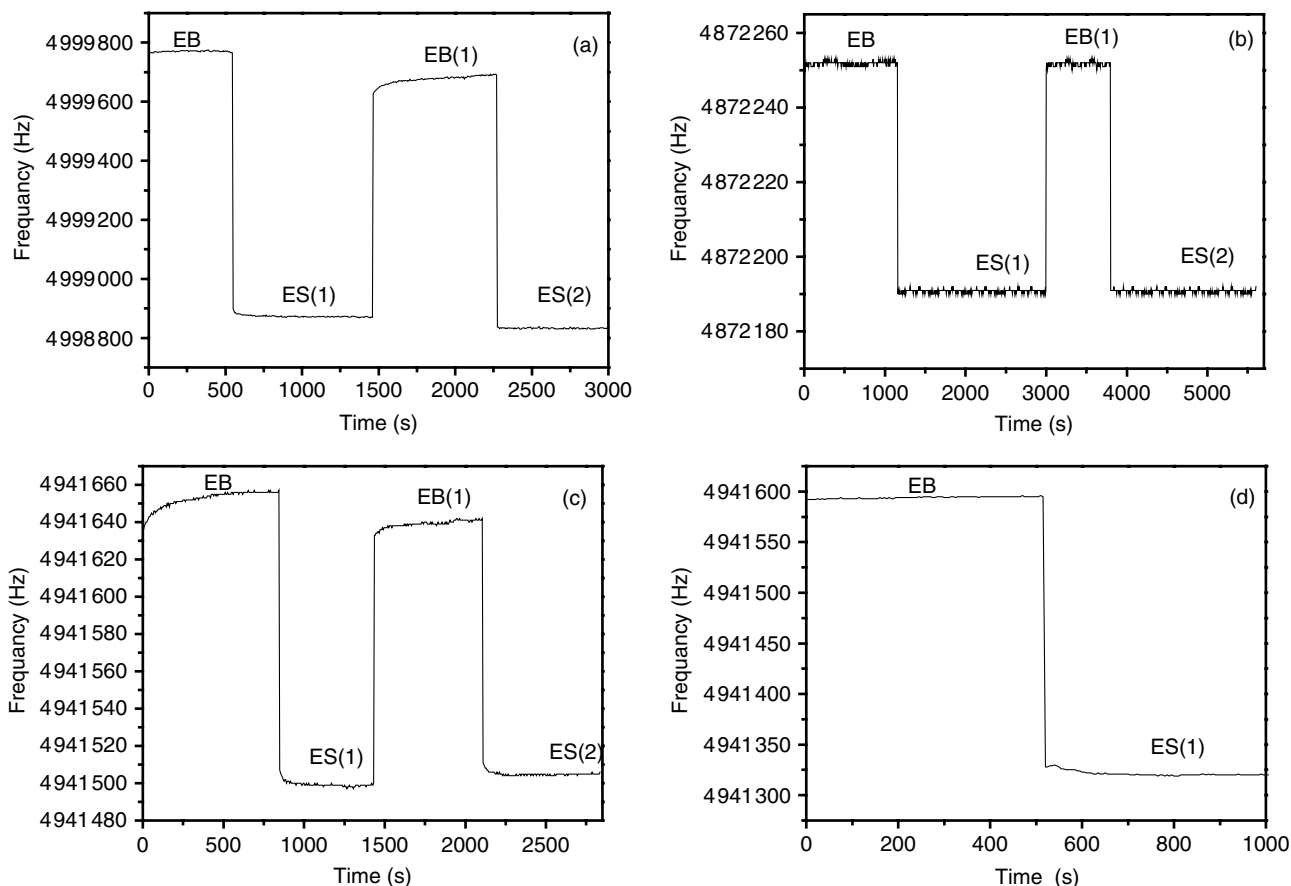 4999800
4999600
4999400
4999200
4999000
4998800
Frequancy (Hz)
EB
ES(1)
EB(1)
ES(2)
(a)
0 500 1000 1500 2000 2500 3000
Time (s)
4872260
4872240
4872220
4872200
4872180
Frequancy (Hz)
EB
ES(1)
EB(1)
ES(2)
(b)
0 1000 2000 3000 4000 5000
Time (s)
4941660
4941640
4941620
4941600
4941580
4941560
4941540
4941520
4941500
4941480
Frequancy (Hz)
EB
ES(1)
EB(1)
ES(2)
(c)
0 500 1000 1500 2000 2500
Time (s)
4941600
4941550
4941500
4941450
4941400
4941350
4941300
Frequancy (Hz)
EB
ES(1)
(d)
0 200 400 600 800 1000
Time (s)